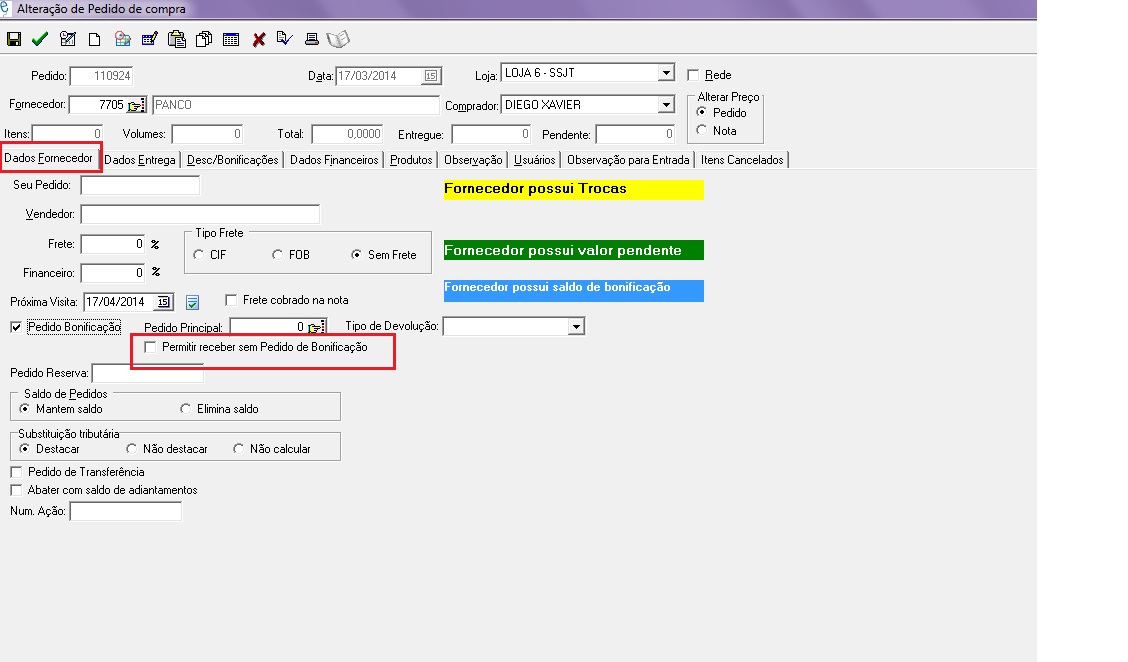 Alteração de Pedido de compra
Pedido: 110924 Data: 17/03/2014 15 Loja: LOJA 6 - SSJT Rede
Fornecedor: 7705 PANCO Comprador: DIEGO XAVIER Alterar Preço
Pedido
Nota
Itens: 0 Volumes: 0 Total: 0,0000 Entregue: 0 Pendente: 0
Dados Fornecedor Dados Entrega Desc/Bonificações Dados Financeiros Produtos Observação Usuários Observação para Entrada Itens Cancelados
Seu Pedido: Fornecedor possui Trocas
Vendedor:
Frete: 0 % Tipo Frete
CIF FOB Sem Frete
Fornecedor possui valor pendente
Financeiro: 0 %
Fornecedor possui saldo de bonificação
Próxima Visita: 17/04/2014 15 Frete cobrado na nota
Pedido Bonificação Pedido Principal: 0 Tipo de Devolução:
Permitir receber sem Pedido de Bonificação
Pedido Reserva:
Saldo de Pedidos
Mantem saldo Elimina saldo
Substituição tributária
Destacar Não destacar Não calcular
Pedido de Transferência
Abater com saldo de adiantamentos
Num. Ação: